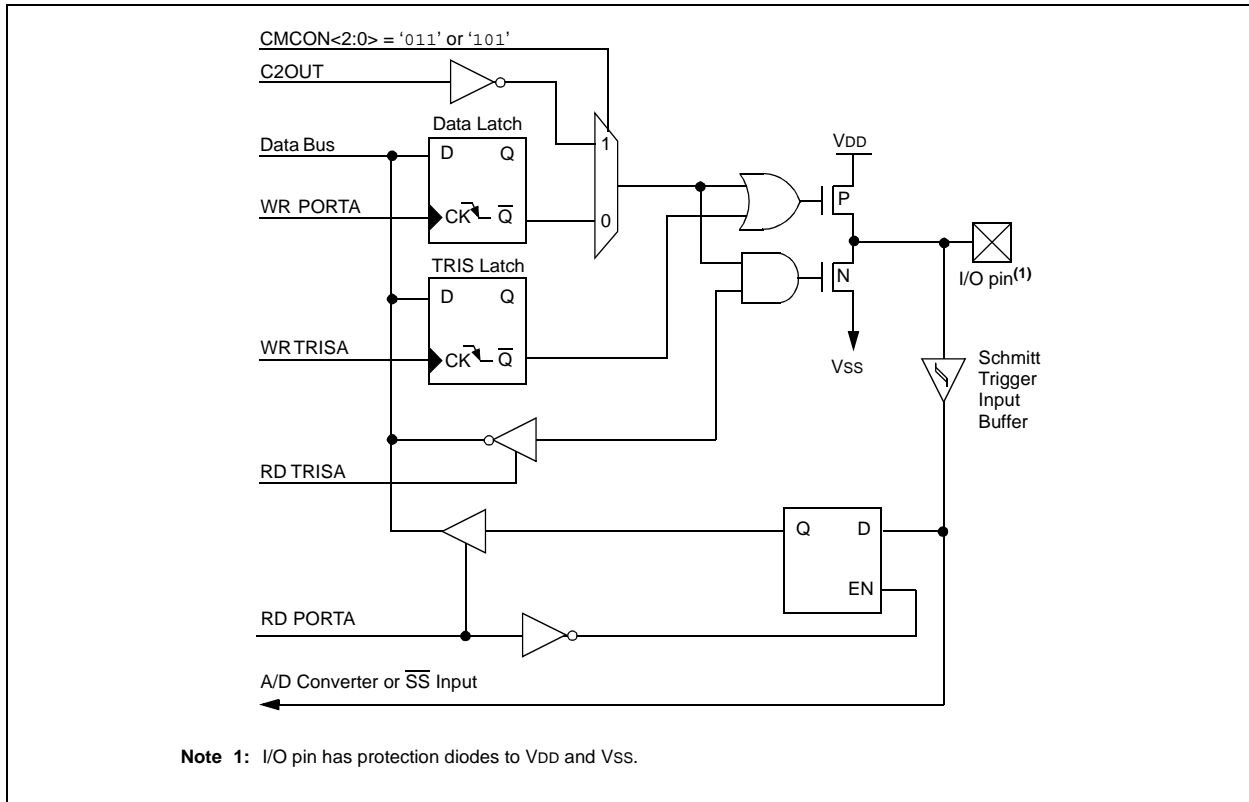 CMCON<2:0> = ‘011’ or ‘101’
C2OUT
Data Latch
Data Bus
D
Q
1
VDD
WR PORTA
CK
Q̅
0
P
TRIS Latch
D
Q
N
I/O pin(1)
WR TRISA
CK
Q̅
VSS
Schmitt
Trigger
Input
Buffer
RD TRISA
Q
D
EN
RD PORTA
A/D Converter or S̅S̅ Input
Note 1: I/O pin has protection diodes to VDD and VSS.